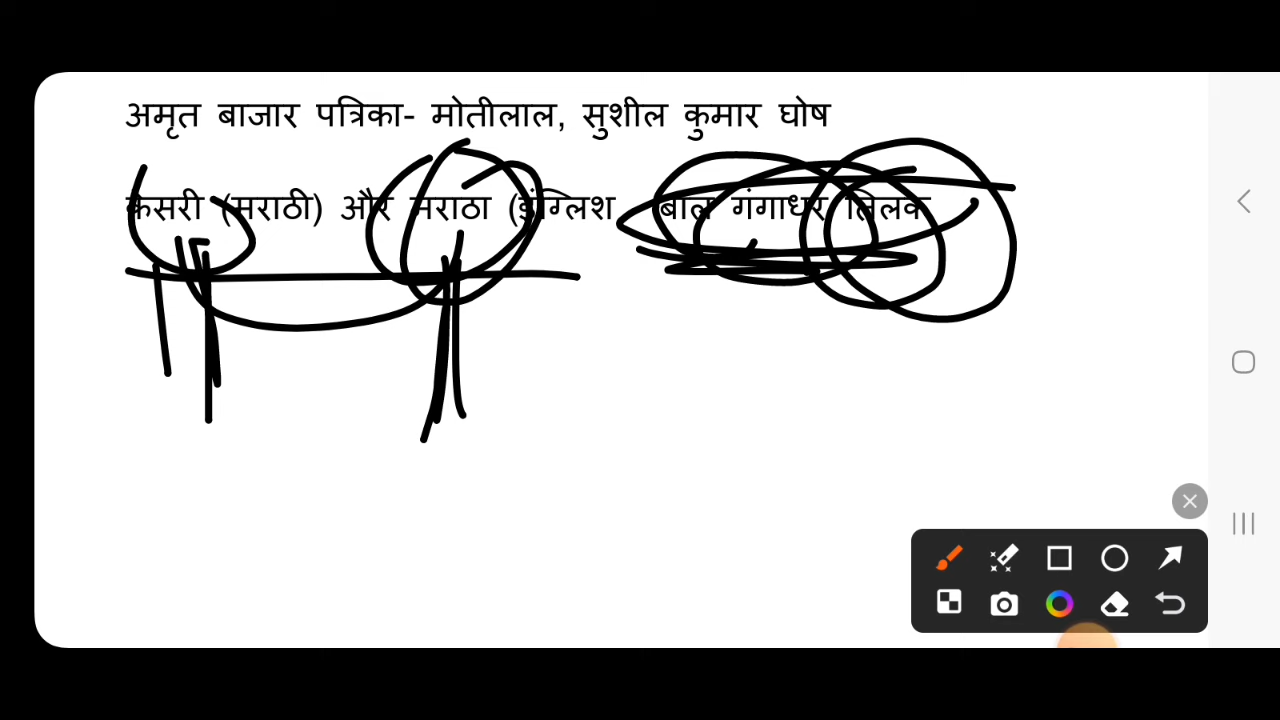 अमृत बाजार पत्रिका- मोतीलाल, सुशील कुमार घोष
केसरी (मराठी) और मराठा (इंग्लिश बाल गंगाधर तिलक